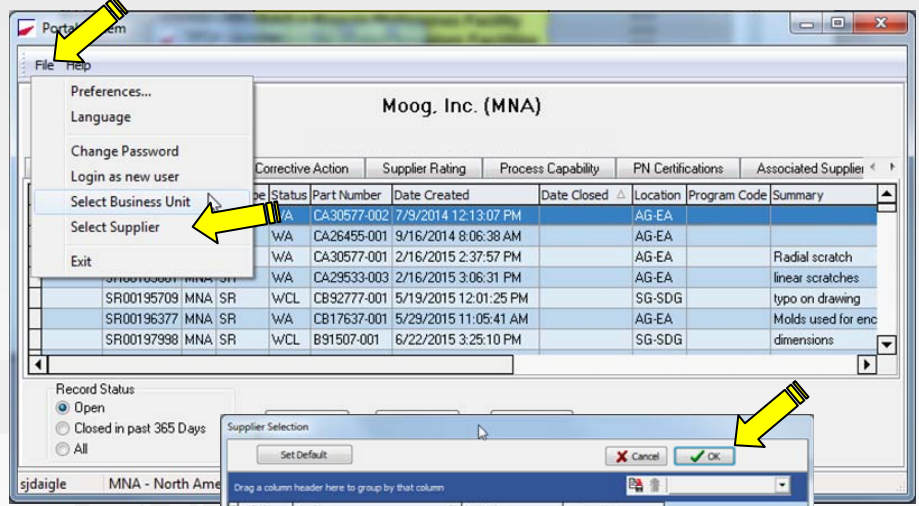 File Help
Preferences...
Language
Change Password
Login as new user
Select Business Unit
Select Supplier
Exit
Moog, Inc. (MNA)
Corrective Action Supplier Rating Process Capability PN Certifications Associated Supplier
Status Part Number Date Created Date Closed Location Program Code Summary
WA CA30577-002 7/9/2014 12:13:07 PM AG-EA
WA CA26455-001 9/16/2014 8:06:38 AM AG-EA
WA CA30577-001 2/16/2015 2:37:57 PM AG-EA Radial scratch
MNA SR WA CA29533-003 2/16/2015 3:06:31 PM AG-EA linear scratches
SR00195709 MNA SR WCL CB92777-001 5/19/2015 12:01:25 PM SG-SDG typo on drawing
SR00196377 MNA SR WA CB17637-001 5/29/2015 11:05:41 AM AG-EA Molds used for enc
SR00197998 MNA SR WCL B91507-001 6/22/2015 3:25:10 PM SG-SDG dimensions
Record Status
Open
Closed in past 365 Days
All
Supplier Selection
Set Default Cancel OK
Drag a column header here to group by that column
sjdaigle MNA - North Ame